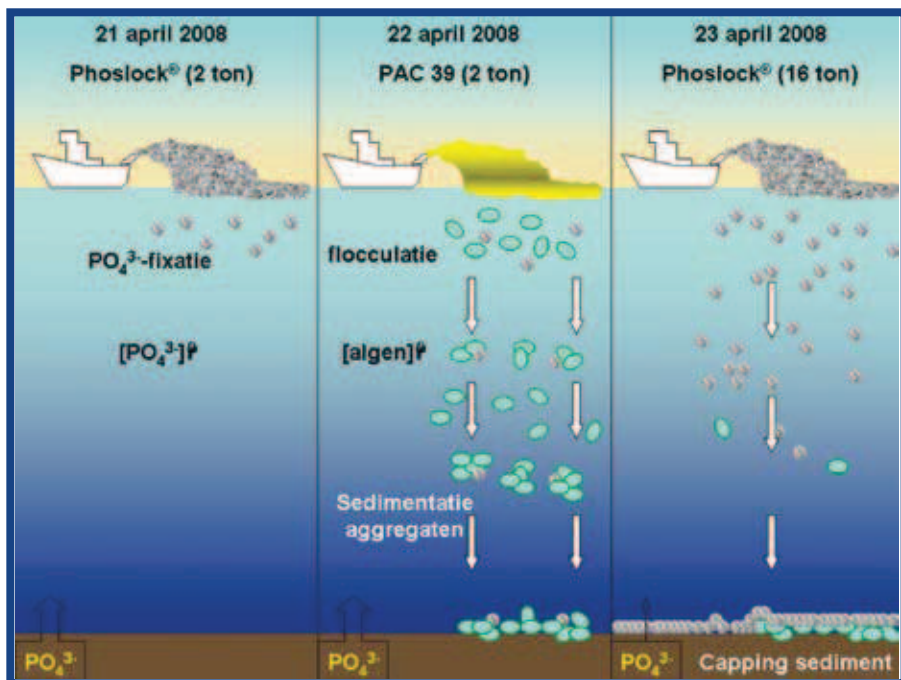 21 april 2008
Phoslock® (2 ton)
PO₄³⁻-fixatie
[PO₄³⁻]
PO₄³⁻
22 april 2008
PAC 39 (2 ton)
flocculatie
[algen]
Sedimentatie
aggregaten
PO₄³⁻
23 april 2008
Phoslock® (16 ton)
PO₄³⁻
Capping sediment